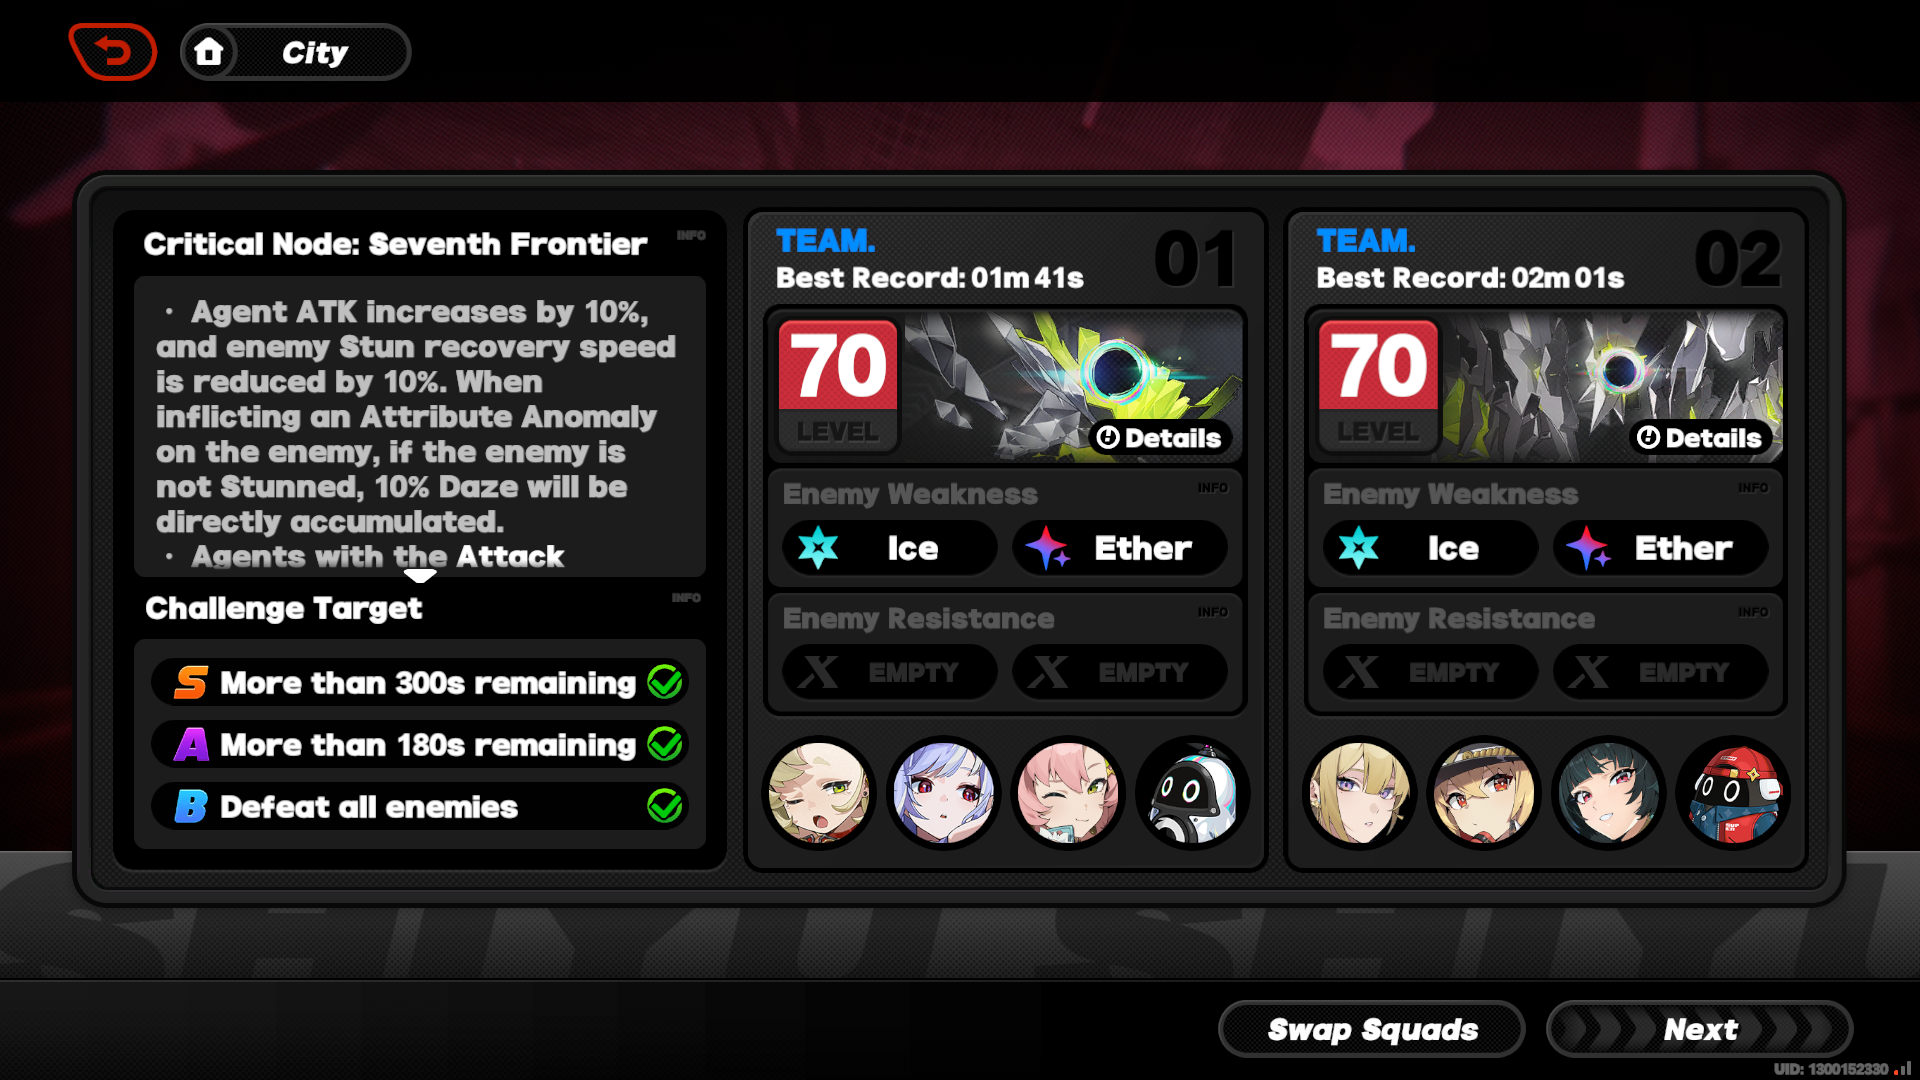 City
Critical Node: Seventh Frontier
INFO
· Agent ATK increases by 10%,
and enemy Stun recovery speed
is reduced by 10%. When
inflicting an Attribute Anomaly
on the enemy, if the enemy is
not Stunned, 10% Daze will be
directly accumulated.
· Agents with the Attack
Challenge Target
INFO
S More than 300s remaining
A More than 180s remaining
B Defeat all enemies
TEAM.
01
Best Record: 01m 41s
70
LEVEL
Details
Enemy Weakness
INFO
Ice
Ether
Enemy Resistance
INFO
EMPTY
EMPTY
TEAM.
02
Best Record: 02m 01s
70
LEVEL
Details
Enemy Weakness
INFO
Ice
Ether
Enemy Resistance
INFO
EMPTY
EMPTY
SHIYU SHIYU
Swap Squads
Next
UID: 1300152330